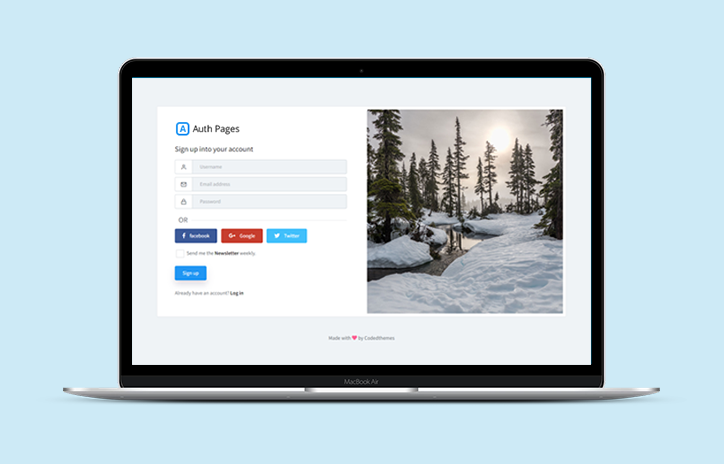 A Auth Pages
Sign up into your account
Username
Email address
Password
OR
facebook G+ Google Twitter
Send me the Newsletter weekly.
Sign up
Already have an account? Log in
Made with ♥ by Codedthemes
MacBook Air